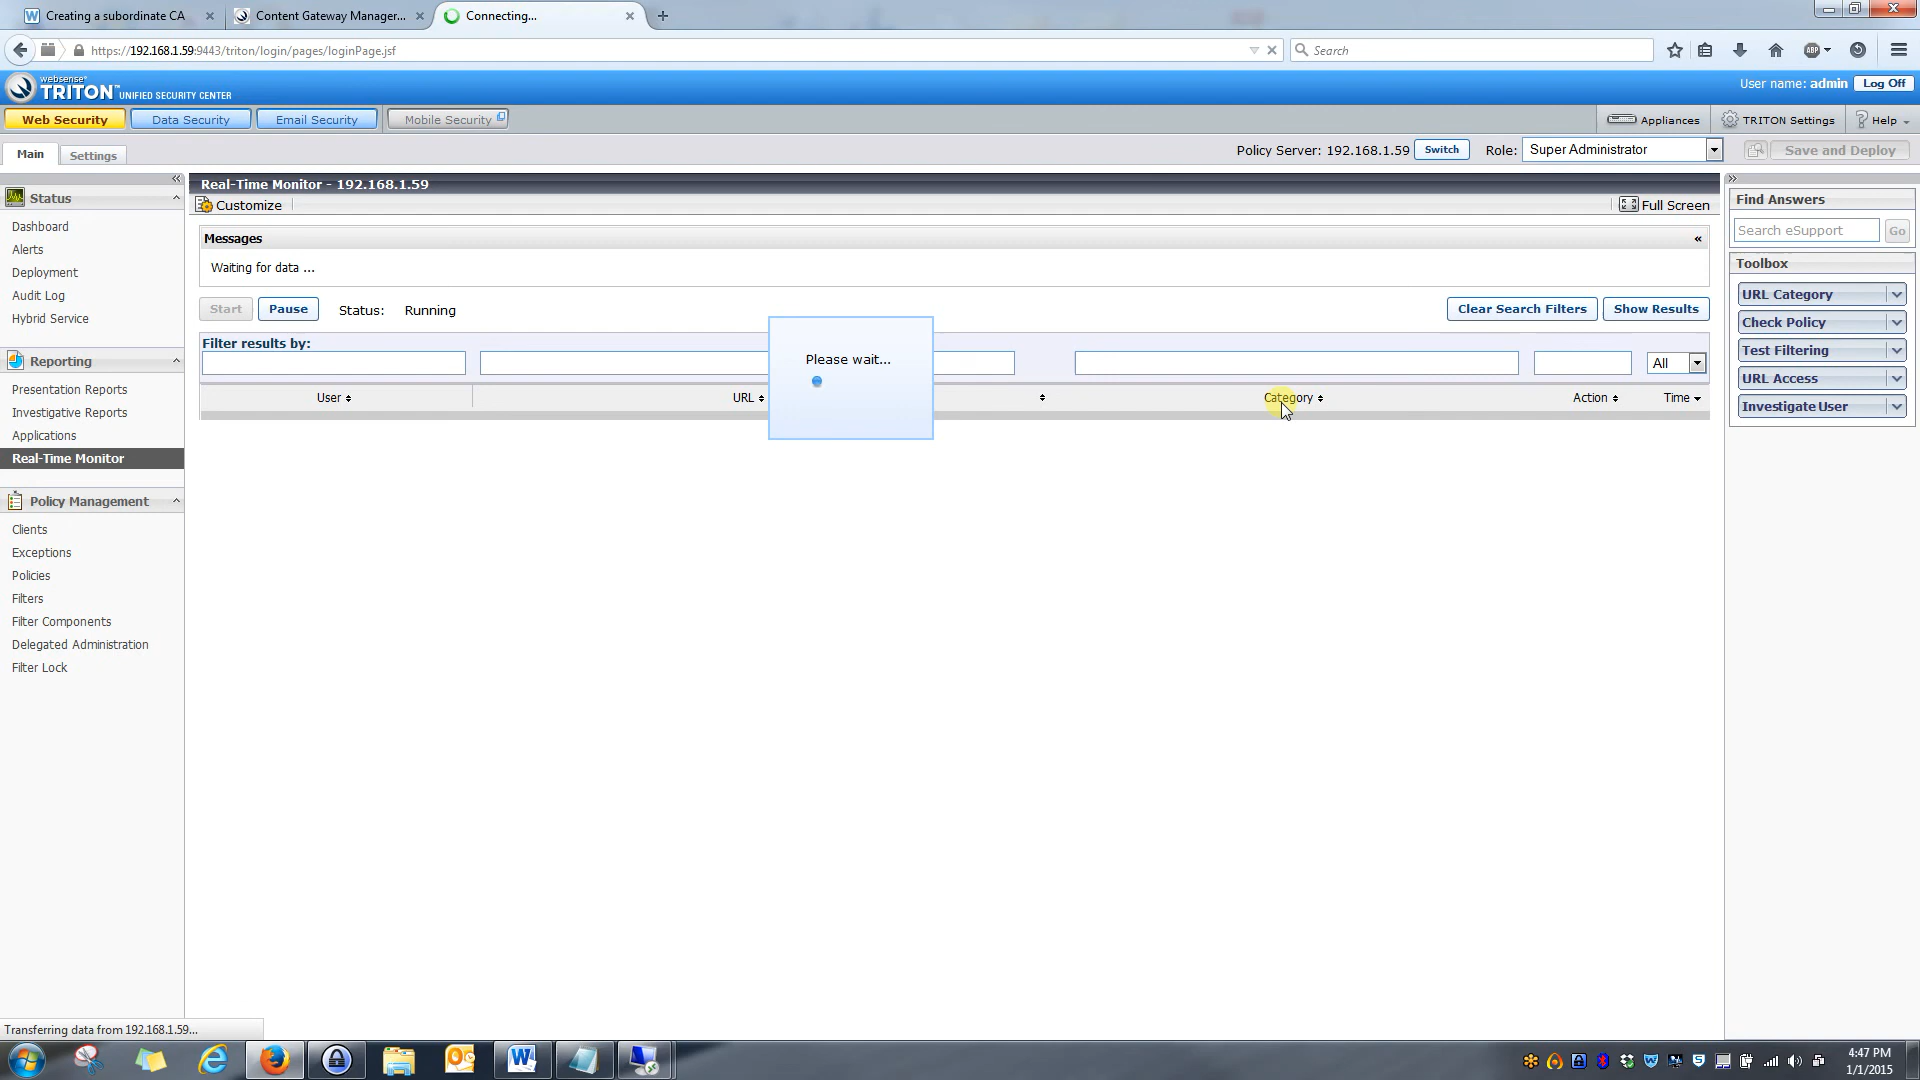 Creating a subordinate CA
Content Gateway Manager...
Connecting...
https://192.168.1.59:9443/triton/login/pages/loginPage.jsf
Search
ABP
websense®
TRITON™ UNIFIED SECURITY CENTER
User name: admin
Log Off
Web Security
Data Security
Email Security
Mobile Security
Appliances
TRITON Settings
Help
Main
Settings
Policy Server: 192.168.1.59
Switch
Role:
Super Administrator
Save and Deploy
Status
Dashboard
Alerts
Deployment
Audit Log
Hybrid Service
Reporting
Presentation Reports
Investigative Reports
Applications
Real-Time Monitor
Policy Management
Clients
Exceptions
Policies
Filters
Filter Components
Delegated Administration
Filter Lock
Real-Time Monitor - 192.168.1.59
Customize
Full Screen
Messages
Waiting for data ...
Start
Pause
Status:
Running
Clear Search Filters
Show Results
Filter results by:
All
User
URL
Category
Action
Time
Please wait...
Find Answers
Search eSupport
Go
Toolbox
URL Category
Check Policy
Test Filtering
URL Access
Investigate User
Transferring data from 192.168.1.59...
4:47 PM
1/1/2015